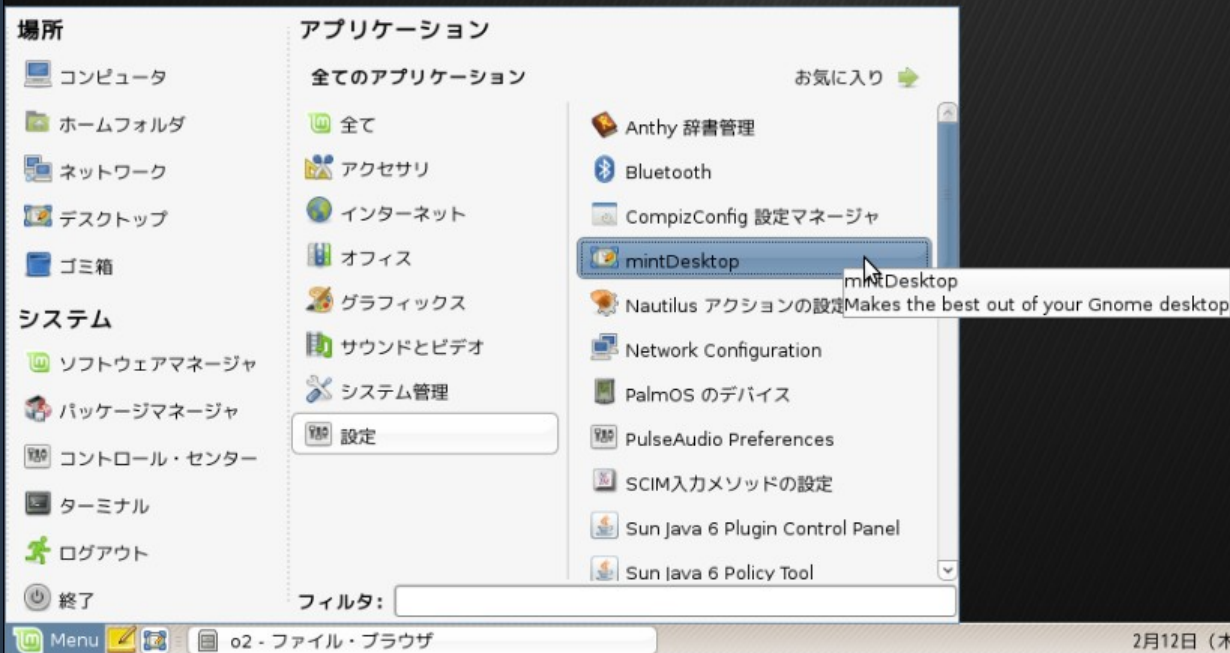 場所
コンピュータ
ホームフォルダ
ネットワーク
デスクトップ
ゴミ箱
システム
ソフトウェアマネージャ
パッケージマネージャ
コントロール・センター
ターミナル
ログアウト
終了
アプリケーション
全てのアプリケーション
お気に入り
全て
アクセサリ
インターネット
オフィス
グラフィックス
サウンドとビデオ
システム管理
設定
Anthy 辞書管理
Bluetooth
CompizConfig 設定マネージャ
mintDesktop
mintDesktop
Makes the best out of your Gnome desktop
Nautilus アクションの設定
Network Configuration
PalmOS のデバイス
PulseAudio Preferences
SCIM入力メソッドの設定
Sun Java 6 Plugin Control Panel
Sun Java 6 Policy Tool
フィルタ:
Menu
o2 - ファイル・ブラウザ
2月12日 (木